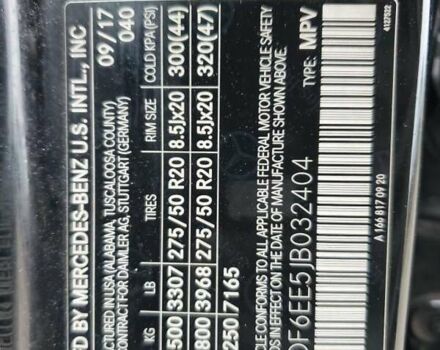 D BY MERCEDES-BENZ U.S. INTL., INC
FACTURED IN USA (ALABAMA, TUSCALOOSA COUNTY) 09/17
CONTRACT FOR DAIMLER AG, STUTTGART (GERMANY) 040
KG LB TIRES RIM SIZE COLD KPA (PSI)
500 3307 275/50 R20 8.5Jx20 300(44)
800 3968 275/50 R20 8.5Jx20 320(47)
250 7165
CONFORMS TO ALL APPLICABLE FEDERAL MOTOR VEHICLE SAFETY
S IN EFFECT ON THE DATE OF MANUFACTURE SHOWN ABOVE.
DF6EE5JB032404 TYPE: MPV
A 166 817 09 20 4127322